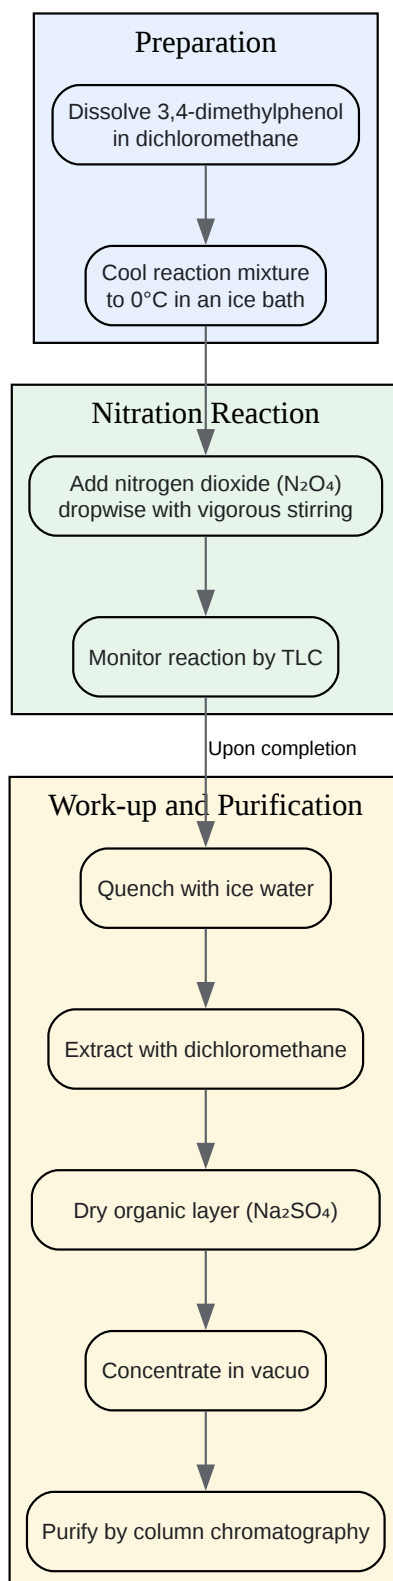 Preparation
Dissolve 3,4-dimethylphenol
in dichloromethane
Cool reaction mixture
to 0°C in an ice bath
Nitration Reaction
Add nitrogen dioxide (N₂O₄)
dropwise with vigorous stirring
Monitor reaction by TLC
Upon completion
Work-up and Purification
Quench with ice water
Extract with dichloromethane
Dry organic layer (Na₂SO₄)
Concentrate in vacuo
Purify by column chromatography